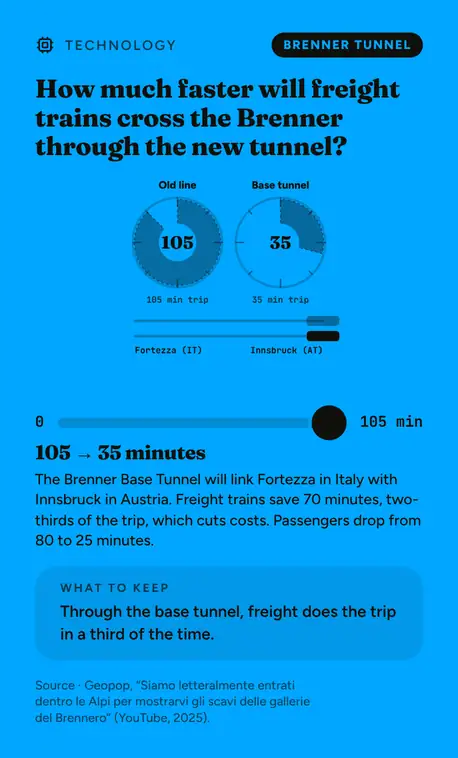 TECHNOLOGY
BRENNER TUNNEL
How much faster will freight
trains cross the Brenner
through the new tunnel?
Old line
Base tunnel
105
35
105 min trip
35 min trip
Fortezza (IT)
Innsbruck (AT)
0
105 min
105 → 35 minutes
The Brenner Base Tunnel will link Fortezza in Italy with
Innsbruck in Austria. Freight trains save 70 minutes, two-
thirds of the trip, which cuts costs. Passengers drop from
80 to 25 minutes.
WHAT TO KEEP
Through the base tunnel, freight does the trip
in a third of the time.
Source · Geopop, “Siamo letteralmente entrati
dentro le Alpi per mostrarvi gli scavi delle gallerie
del Brennero” (YouTube, 2025).